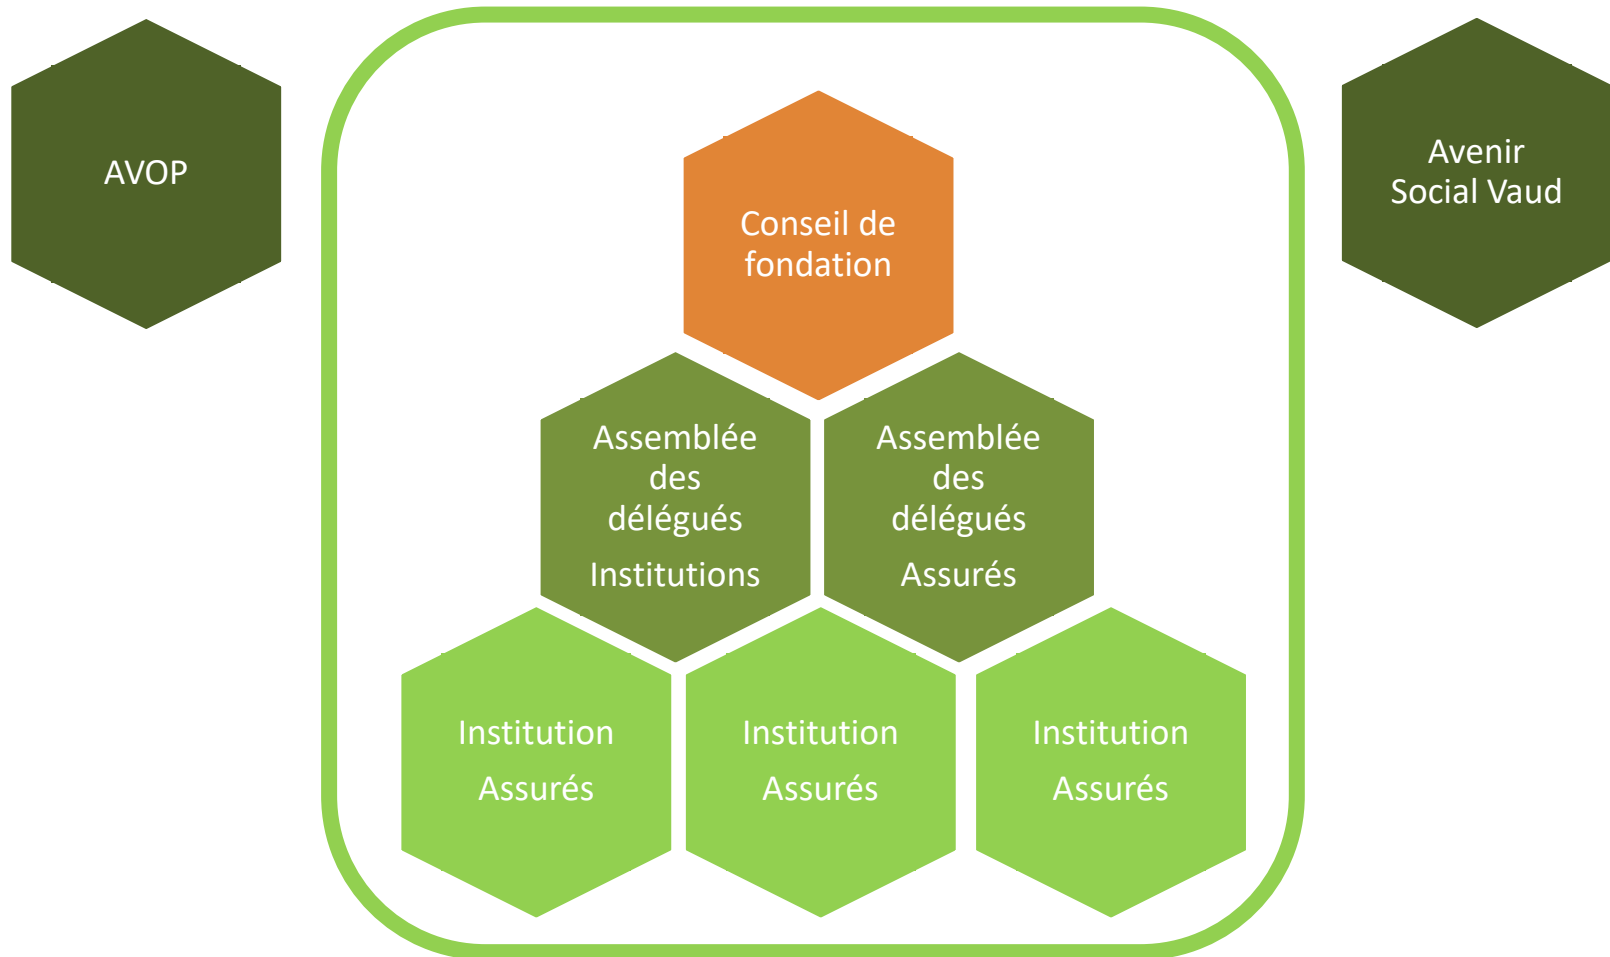 AVOP
Avenir
Social Vaud
Conseil de
fondation
Assemblée
des
délégués
Institutions
Assemblée
des
délégués
Assurés
Institution
Assurés
Institution
Assurés
Institution
Assurés